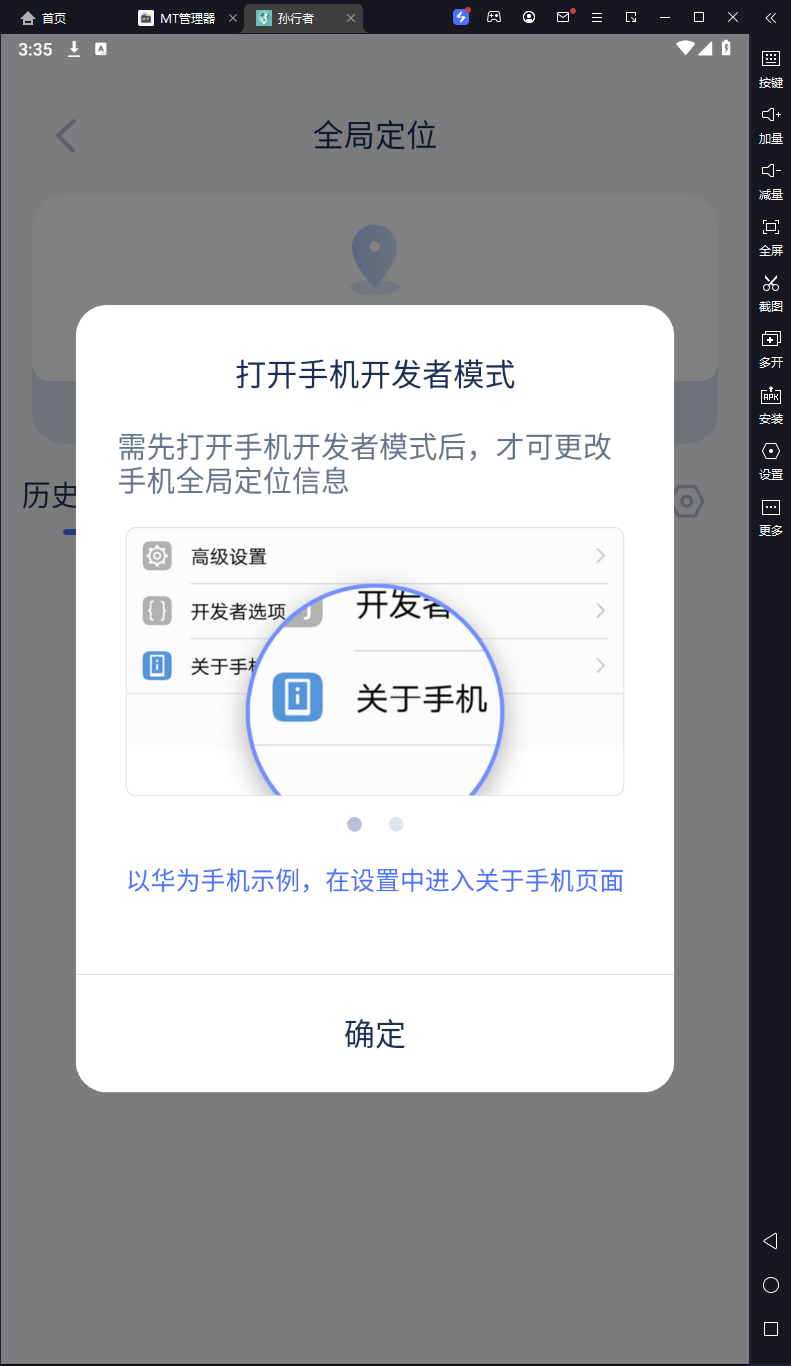 首页
MT管理器
孙行者
3:35
A
按键
加量
减量
全屏
截图
多开
APK
安装
设置
更多
全局定位
历史
打开手机开发者模式
需先打开手机开发者模式后，才可更改
手机全局定位信息
高级设置
开发者选项
关于手机
开发者
关于手机
以华为手机示例，在设置中进入关于手机页面
确定